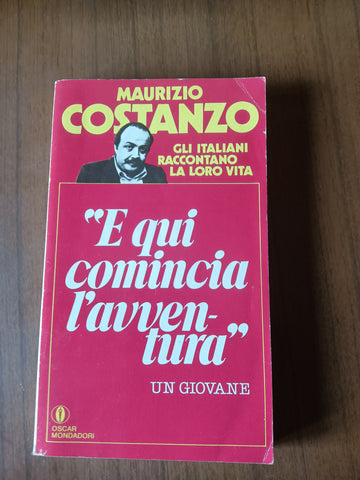 MAURIZIO
COSTANZO
GLI ITALIANI
RACCONTANO
LA LORO VITA
“E qui
comincia
l'avven-
tura”
UN GIOVANE
OSCAR
MONDADORI